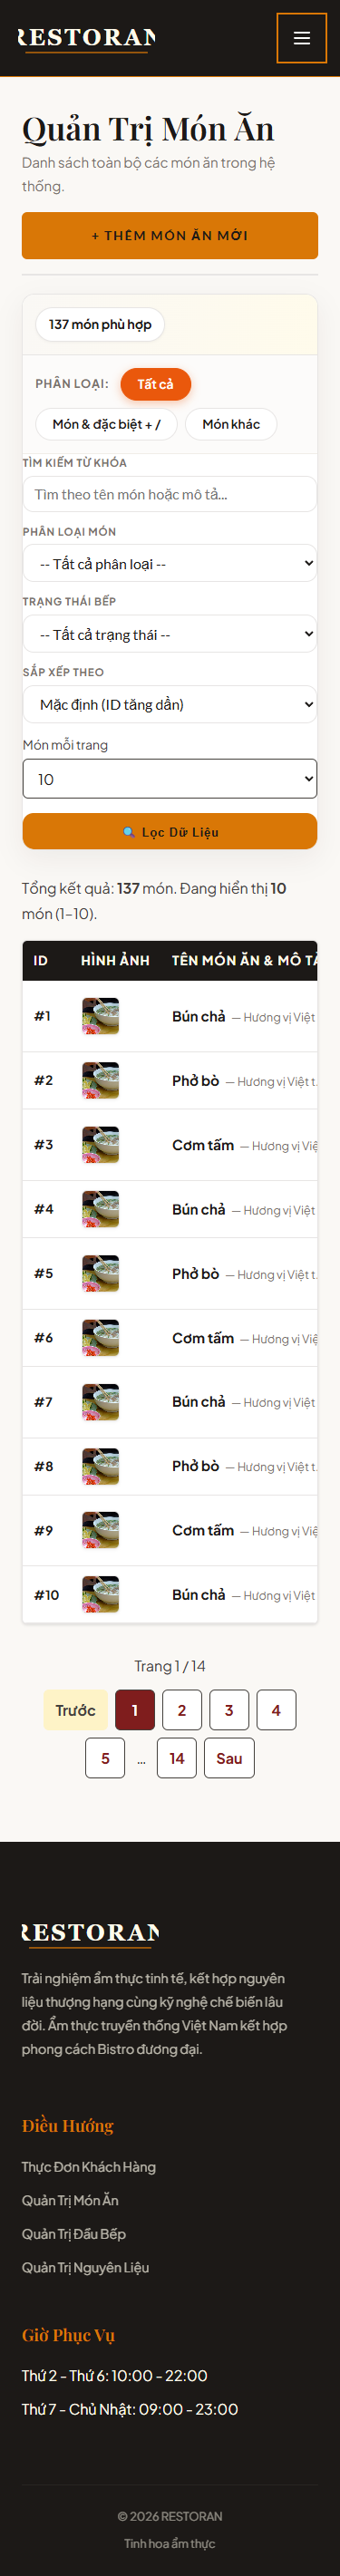 RESTORAN
Quản Trị Món Ăn
Danh sách toàn bộ các món ăn trong hệ
thống.
+ THÊM MÓN ĂN MỚI
137 món phù hợp
PHÂN LOẠI: Tất cả
Món & đặc biệt + / Món khác
TÌM KIẾM TỪ KHÓA
Tìm theo tên món hoặc mô tả...
PHÂN LOẠI MÓN
-- Tất cả phân loại --
TRẠNG THÁI BẾP
-- Tất cả trạng thái --
SẮP XẾP THEO
Mặc định (ID tăng dần)
Món mỗi trang
10
Lọc Dữ Liệu
Tổng kết quả: 137 món. Đang hiển thị 10
món (1–10).
ID HÌNH ẢNH TÊN MÓN ĂN & MÔ TẢ
#1 Bún chả — Hương vị Việt
#2 Phở bò — Hương vị Việt t.
#3 Cơm tấm — Hương vị Việ
#4 Bún chả — Hương vị Việt
#5 Phở bò — Hương vị Việt t.
#6 Cơm tấm — Hương vị Việ
#7 Bún chả — Hương vị Việt
#8 Phở bò — Hương vị Việt t.
#9 Cơm tấm — Hương vị Việ
#10 Bún chả — Hương vị Việt
Trang 1 / 14
Trước 1 2 3 4
5 ... 14 Sau
RESTORAN
Trải nghiệm ẩm thực tinh tế, kết hợp nguyên
liệu thượng hạng cùng kỹ nghệ chế biến lâu
đời. Ẩm thực truyền thống Việt Nam kết hợp
phong cách Bistro đương đại.
Điều Hướng
Thực Đơn Khách Hàng
Quản Trị Món Ăn
Quản Trị Đầu Bếp
Quản Trị Nguyên Liệu
Giờ Phục Vụ
Thứ 2 - Thứ 6: 10:00 - 22:00
Thứ 7 - Chủ Nhật: 09:00 - 23:00
© 2026 RESTORAN
Tinh hoa ẩm thực